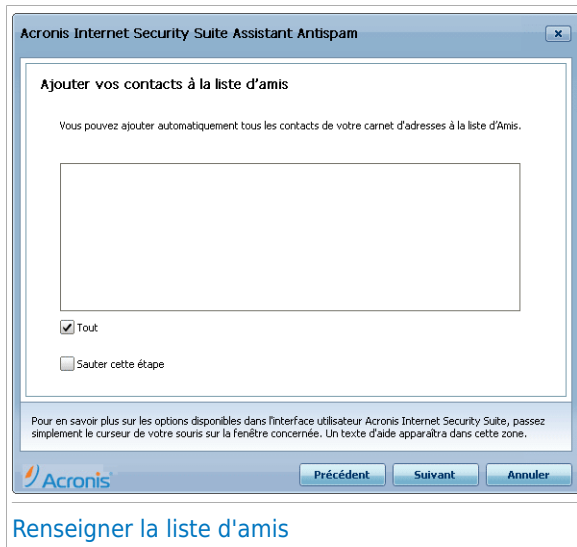 Acronis Internet Security Suite Assistant Antispam
Ajouter vos contacts à la liste d'amis
Vous pouvez ajouter automatiquement tous les contacts de votre carnet d'adresses à la liste d'Amis.
Tout
Sauter cette étape
Pour en savoir plus sur les options disponibles dans l'interface utilisateur Acronis Internet Security Suite, passez
simplement le curseur de votre souris sur la fenêtre concernée. Un texte d'aide apparaîtra dans cette zone.
Acronis
Précédent
Suivant
Annuler
Renseigner la liste d'amis